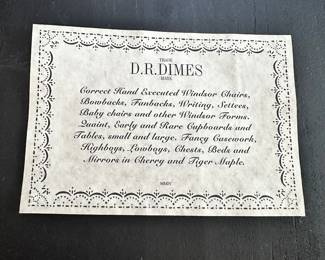 TRADE
D.R.DIMES
MARK
Correct Hand Executed Windsor Chairs,
Bowbacks, Fanbacks, Writing, Settees,
Baby chairs and other Windsor Forms.
Quaint, Early and Rare Cupboards and
Tables, small and large. Fancy Casework,
Highboys, Lowboys, Chests, Beds and
Mirrors in Cherry and Tiger Maple.